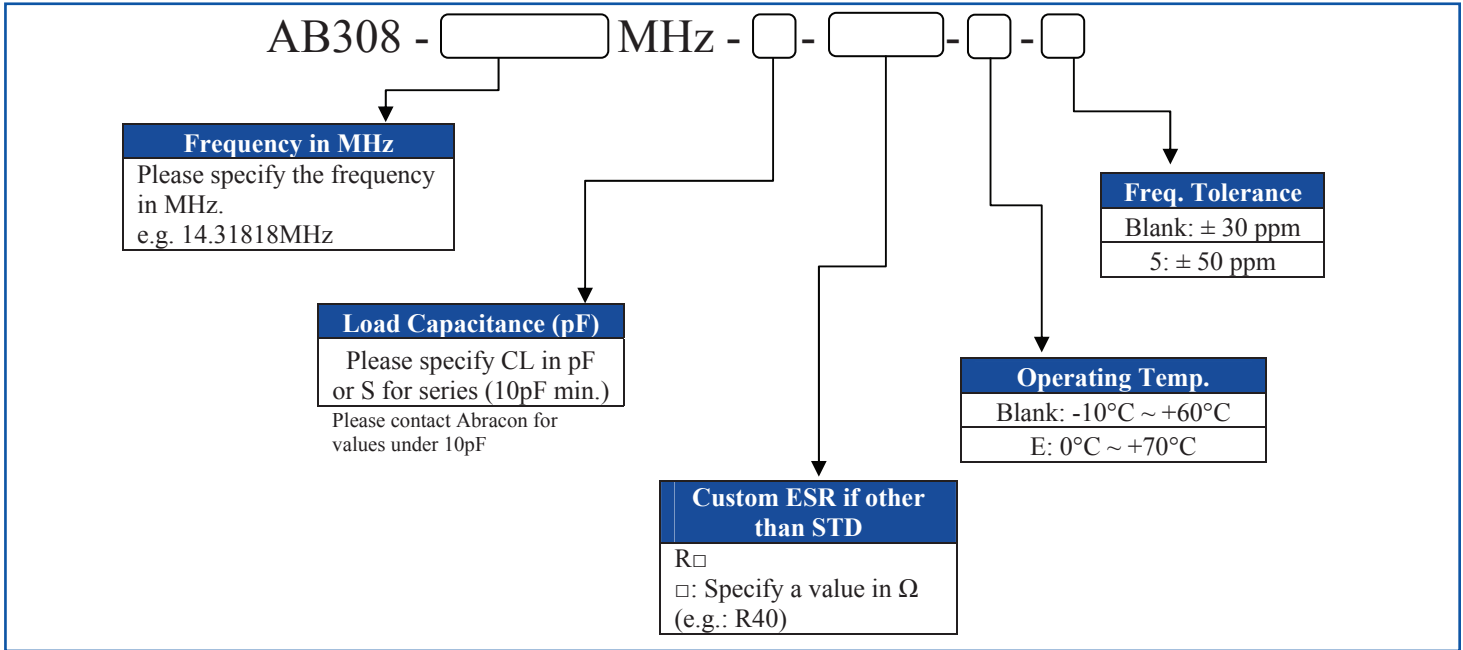 AB308 - MHz - - - -
Frequency in MHz
Please specify the frequency
in MHz.
e.g. 14.31818MHz
Load Capacitance (pF)
Please specify CL in pF
or S for series (10pF min.)
Please contact Abracon for
values under 10pF
Custom ESR if other
than STD
R□
□: Specify a value in Ω
(e.g.: R40)
Operating Temp.
Blank: -10°C ~ +60°C
E: 0°C ~ +70°C
Freq. Tolerance
Blank: ± 30 ppm
5: ± 50 ppm